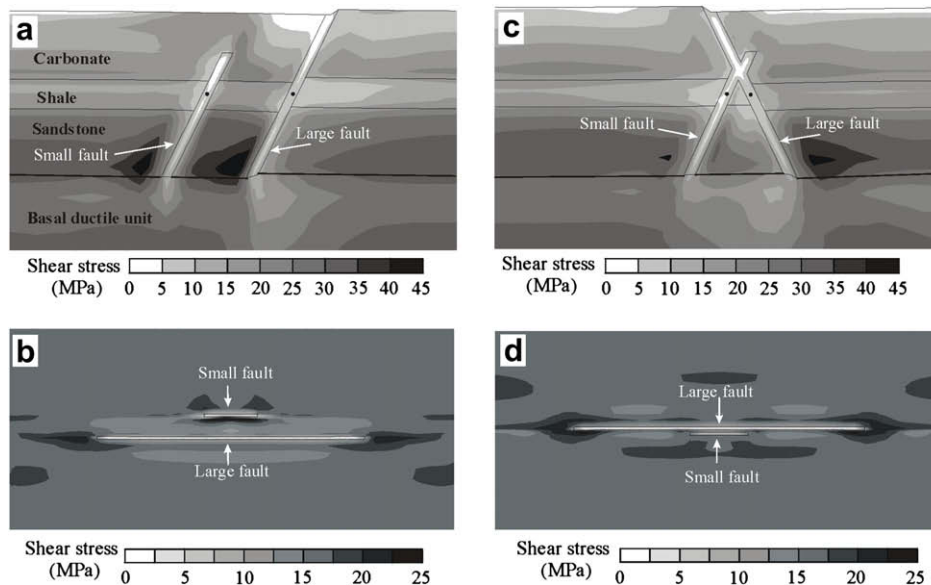 a
Carbonate
Shale
Sandstone
Small fault
Large fault
Basal ductile unit
Shear stress
(MPa)
0 5 10 15 20 25 30 35 40 45
c
Small fault
Large fault
Shear stress
(MPa)
0 5 10 15 20 25 30 35 40 45
b
Small fault
Large fault
Shear stress
(MPa)
0 5 10 15 20 25
d
Large fault
Small fault
Shear stress
(MPa)
0 5 10 15 20 25